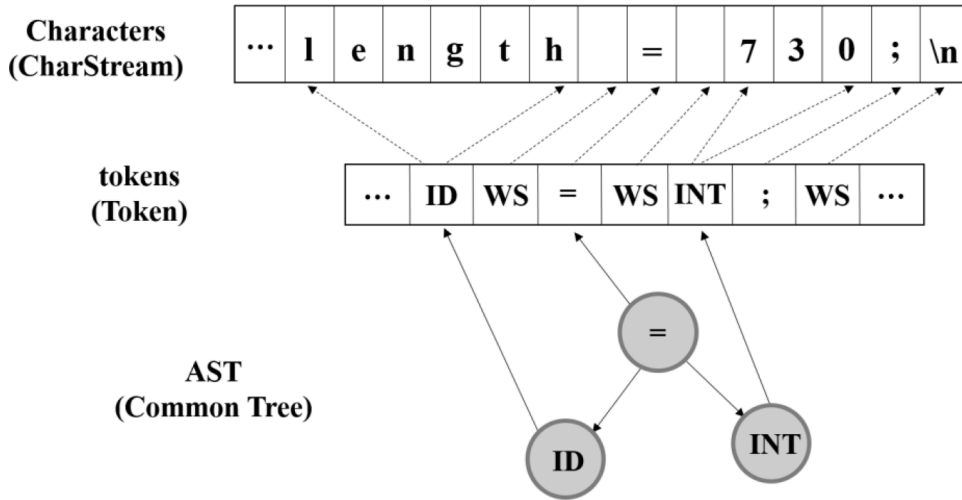 Characters
(CharStream)
... l e n g t h = 7 3 0 ; \n
tokens
(Token)
... ID WS = WS INT ; WS ...
=
AST
(Common Tree)
ID
INT